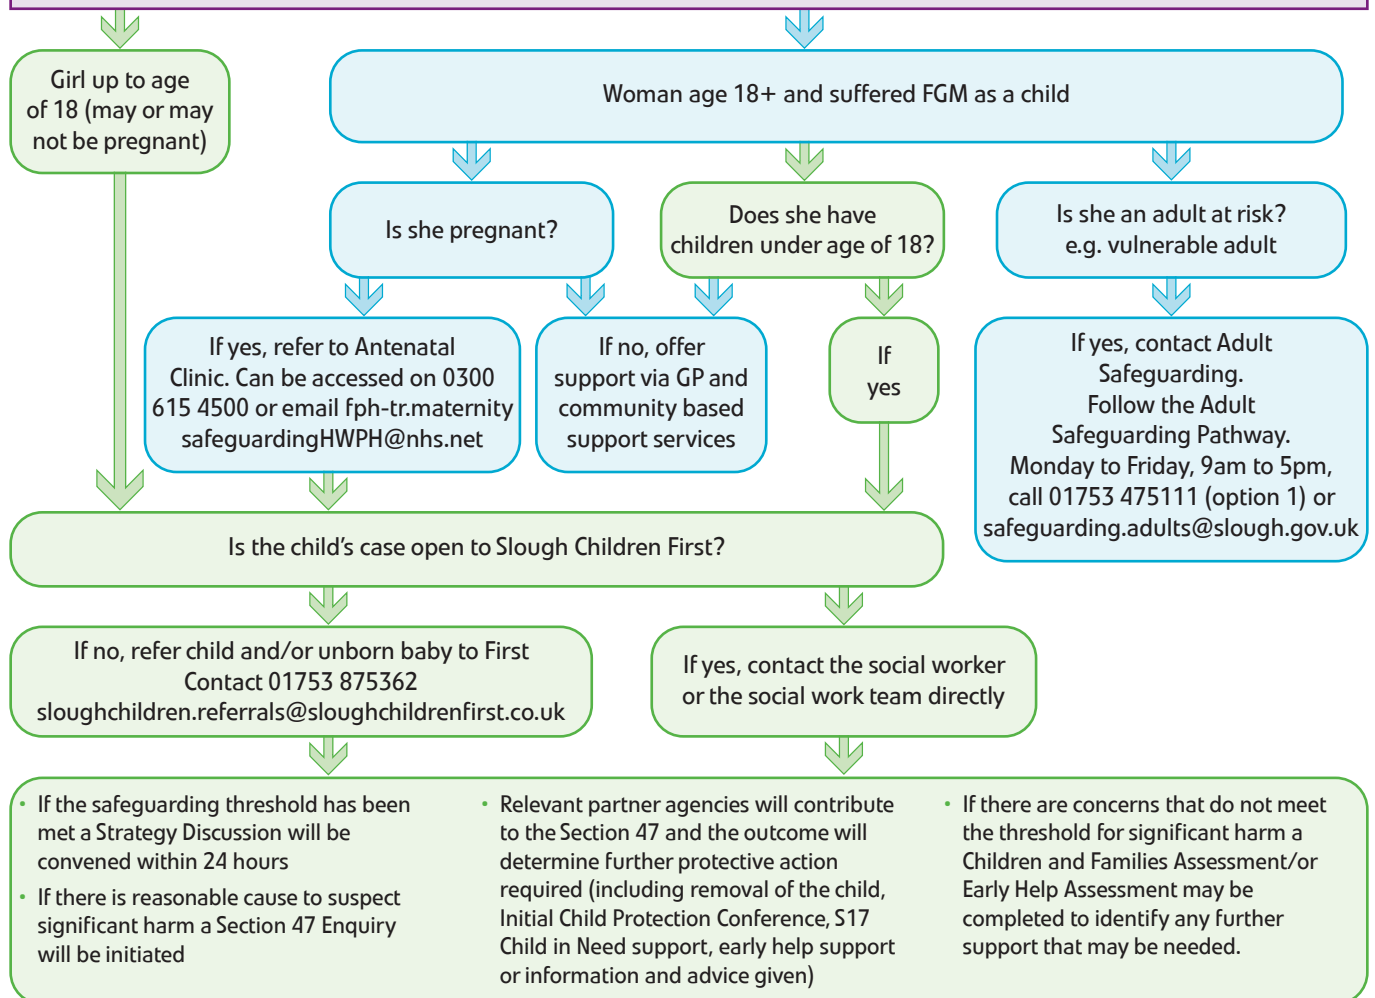 Girl up to age
of 18 (may or may
not be pregnant)
Woman age 18+ and suffered FGM as a child
Is she pregnant?
Does she have
children under age of 18?
Is she an adult at risk?
e.g. vulnerable adult
If yes, refer to Antenatal
Clinic. Can be accessed on 0300
615 4500 or email fph-tr.maternity
safeguardingHWPH@nhs.net
If no, offer
support via GP and
community based
support services
If
yes
If yes, contact Adult
Safeguarding.
Follow the Adult
Safeguarding Pathway.
Monday to Friday, 9am to 5pm,
call 01753 475111 (option 1) or
safeguarding.adults@slough.gov.uk
Is the child’s case open to Slough Children First?
If no, refer child and/or unborn baby to First
Contact 01753 875362
sloughchildren.referrals@sloughchildrenfirst.co.uk
If yes, contact the social worker
or the social work team directly
• If the safeguarding threshold has been
met a Strategy Discussion will be
convened within 24 hours
• If there is reasonable cause to suspect
significant harm a Section 47 Enquiry
will be initiated
• Relevant partner agencies will contribute
to the Section 47 and the outcome will
determine further protective action
required (including removal of the child,
Initial Child Protection Conference, S17
Child in Need support, early help support
or information and advice given)
• If there are concerns that do not meet
the threshold for significant harm a
Children and Families Assessment/or
Early Help Assessment may be
completed to identify any further
support that may be needed.